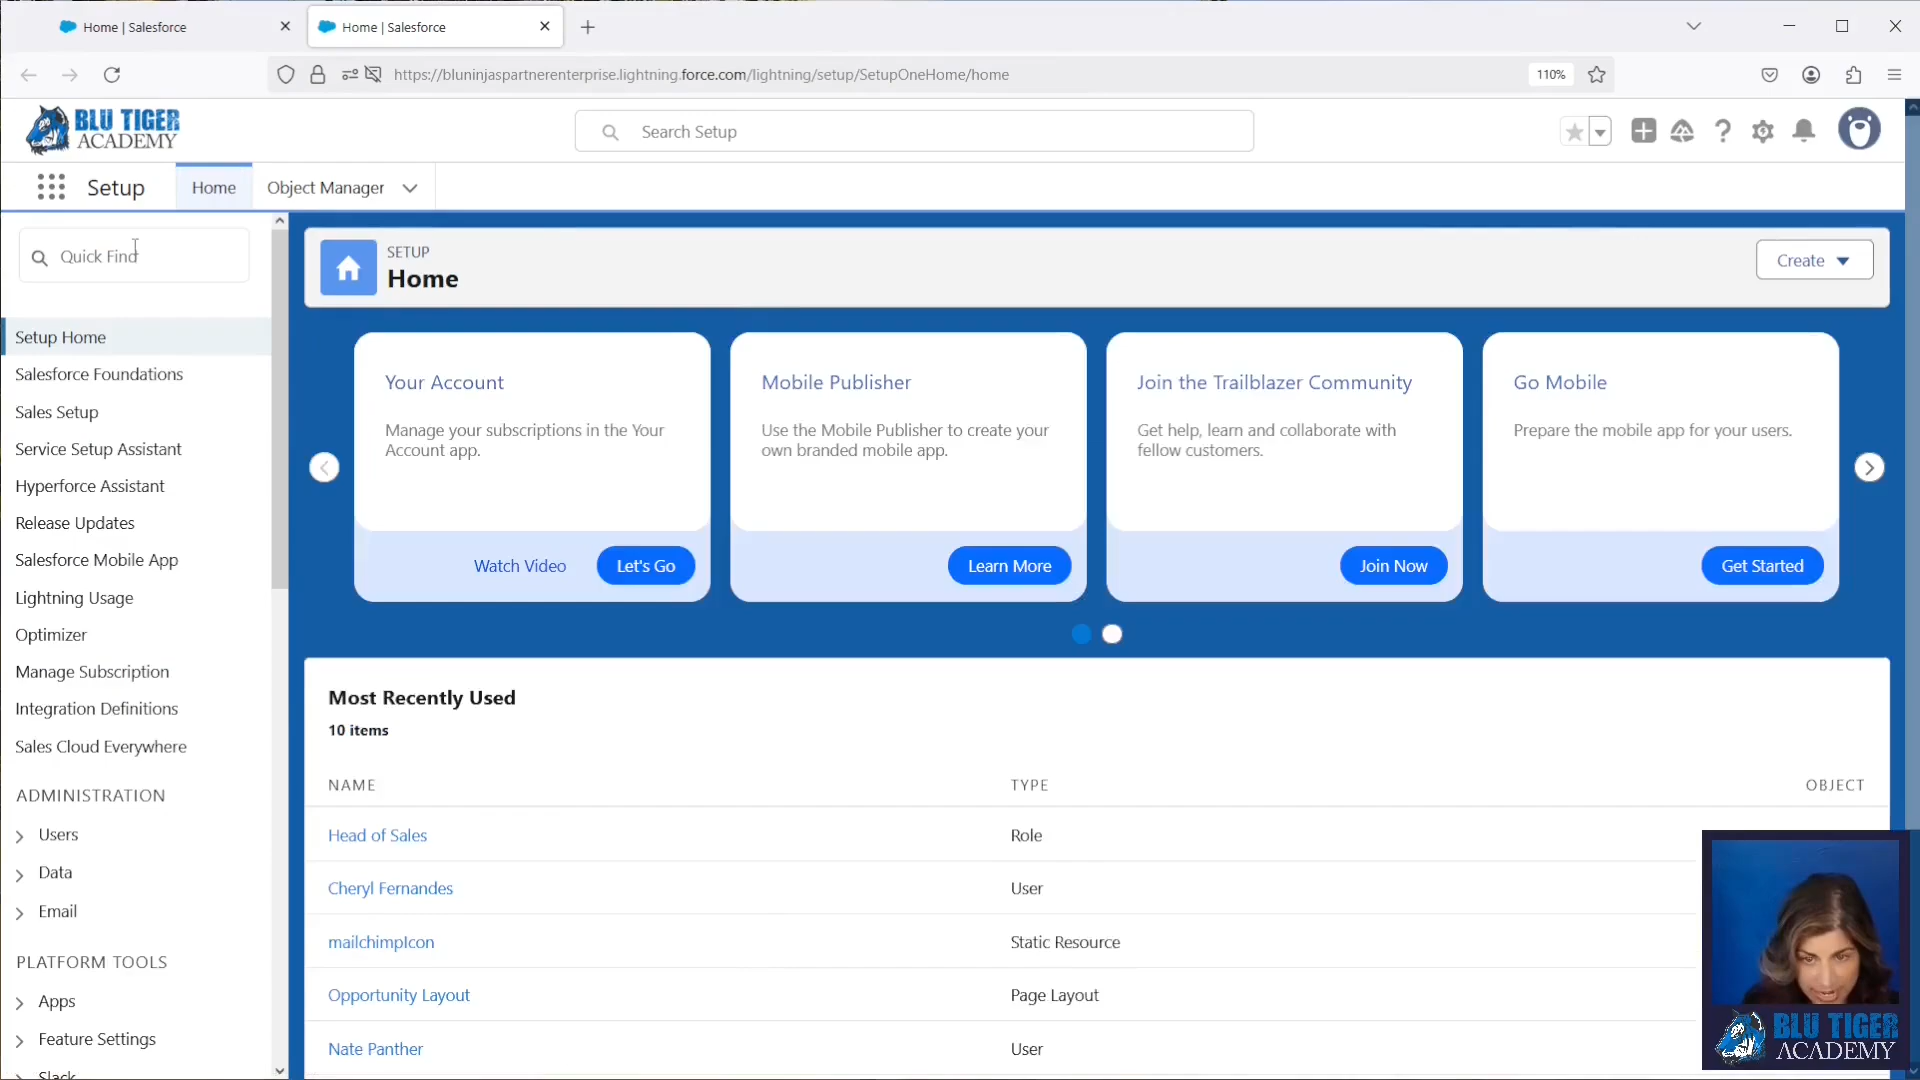 Home | Salesforce
Home | Salesforce
https://bluninjaspartnerenterprise.lightning.force.com/lightning/setup/SetupOneHome/home
110%
BLU TIGER
ACADEMY
Search Setup
Setup
Home
Object Manager
Quick Find
SETUP
Home
Create
Setup Home
Salesforce Foundations
Sales Setup
Service Setup Assistant
Hyperforce Assistant
Release Updates
Salesforce Mobile App
Lightning Usage
Optimizer
Manage Subscription
Integration Definitions
Sales Cloud Everywhere
ADMINISTRATION
Users
Data
Email
PLATFORM TOOLS
Apps
Feature Settings
Slack
Your Account
Manage your subscriptions in the Your
Account app.
Watch Video
Let's Go
Mobile Publisher
Use the Mobile Publisher to create your
own branded mobile app.
Learn More
Join the Trailblazer Community
Get help, learn and collaborate with
fellow customers.
Join Now
Go Mobile
Prepare the mobile app for your users.
Get Started
Most Recently Used
10 items
NAME TYPE OBJECT
Head of Sales Role
Cheryl Fernandes User
mailchimpIcon Static Resource
Opportunity Layout Page Layout
Nate Panther User
BLU TIGER
ACADEMY